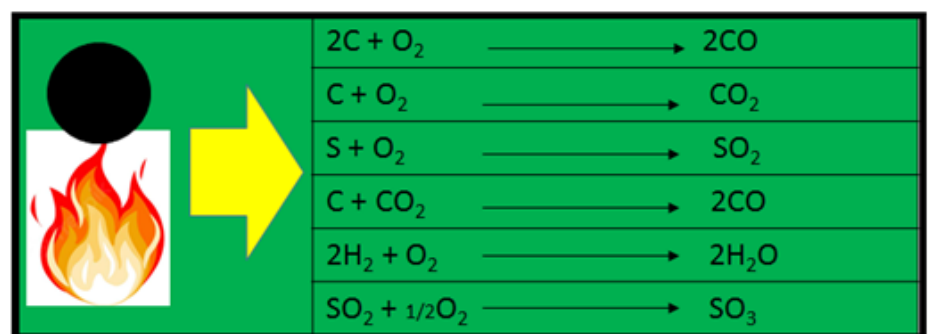 2C + O₂ → 2CO
C + O₂ → CO₂
S + O₂ → SO₂
C + CO₂ → 2CO
2H₂ + O₂ → 2H₂O
SO₂ + 1/2O₂ → SO₃